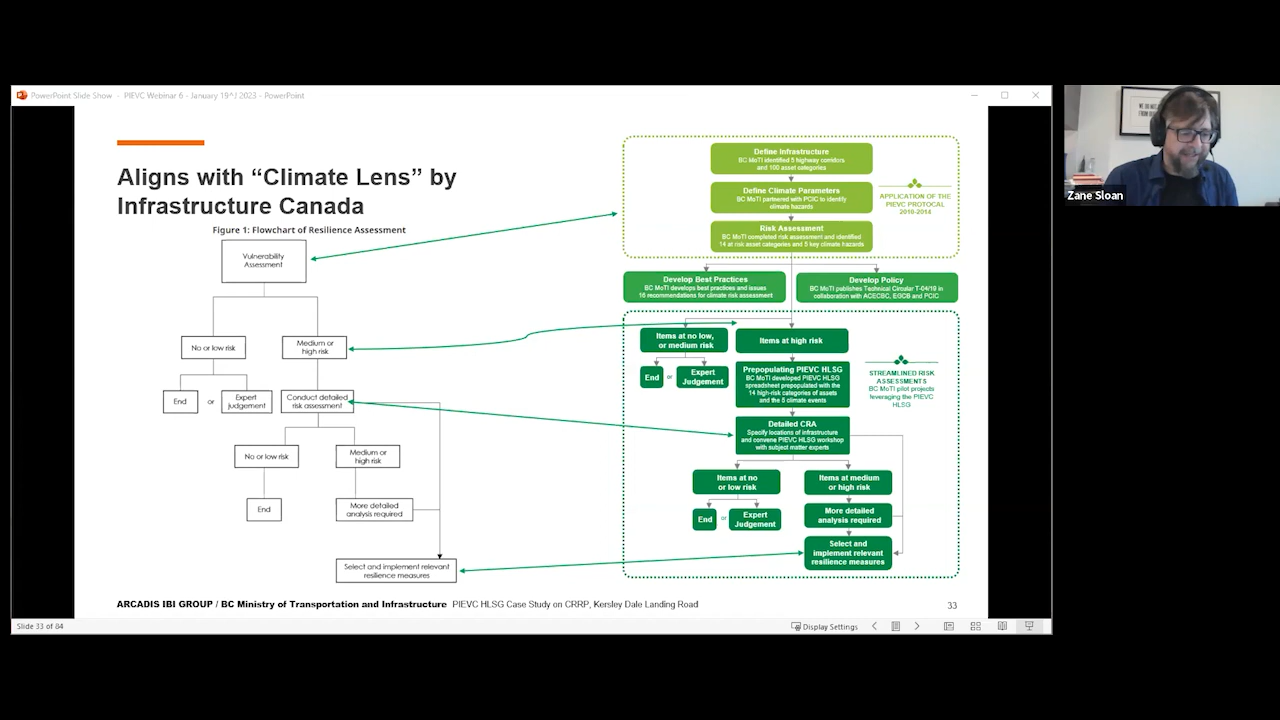 PowerPoint Slide Show - PIEVC Webinar 6 - January 19^J 2023 - PowerPoint
Zane Sloan
Aligns with “Climate Lens” by
Infrastructure Canada
Figure 1: Flowchart of Resilience Assessment
Vulnerability
Assessment
No or low risk
Medium or
high risk
End
or
Expert
judgement
Conduct detailed
risk assessment
No or low risk
Medium or
high risk
End
More detailed
analysis required
Select and implement relevant
resilience measures
Define Infrastructure
BC MoTI identified 5 highway corridors
and 100 asset categories
Define Climate Parameters
BC MoTI partnered with PCIC to identify
climate hazards
Risk Assessment
BC MoTI completed risk assessment and identified
14 at risk asset categories and 5 key climate hazards
APPLICATION OF THE
PIEVC PROTOCAL
2010-2014
Develop Best Practices
BC MoTI develops best practices and issues
16 recommendations for climate risk assessment
Develop Policy
BC MoTI publishes Technical Circular T-04/19 in
collaboration with ACECBC, EGCB and PCIC
Items at no low,
or medium risk
Items at high risk
End
or
Expert
Judgement
Prepopulating PIEVC HLSG
BC MoTI developed PIEVC HLSG
spreadsheet prepopulated with the
14 high-risk categories of assets
and the 5 climate events
STREAMLINED RISK
ASSESSMENTS
BC MoTI pilot projects
leveraging the PIEVC
HLSG
Detailed CRA
Specify locations of infrastructure
and convene PIEVC HLSG workshop
with subject matter experts
Items at no
or low risk
Items at medium
or high risk
End
or
Expert
Judgement
More detailed
analysis required
Select and
implement relevant
resilience measures
ARCADIS IBI GROUP / BC Ministry of Transportation and Infrastructure PIEVC HLSG Case Study on CRRP, Kersley Dale Landing Road
33
Slide 33 of 84
Display Settings